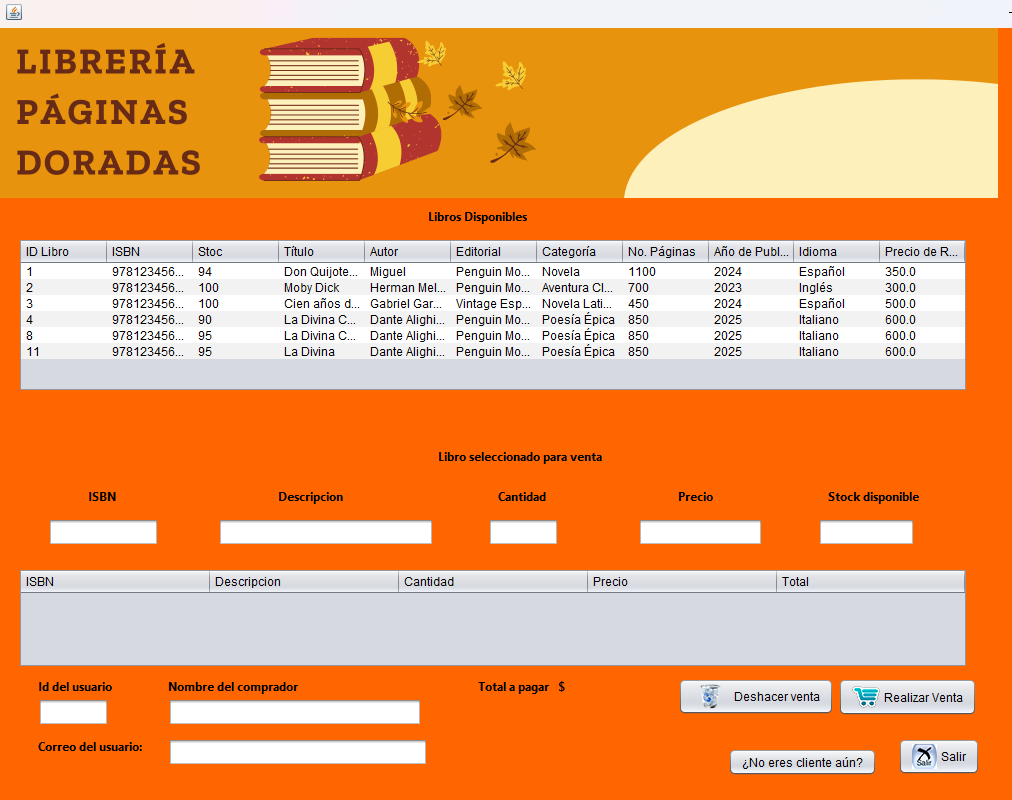 LIBRERÍA
PÁGINAS
DORADAS
Libros Disponibles
ID Libro ISBN Stoc Título Autor Editorial Categoría No. Páginas Año de Publ... Idioma Precio de R...
1 978123456... 94 Don Quijote... Miguel Penguin Mo... Novela 1100 2024 Español 350.0
2 978123456... 100 Moby Dick Herman Mel... Penguin Mo... Aventura Cl... 700 2023 Inglés 300.0
3 978123456... 100 Cien años d... Gabriel Gar... Vintage Esp... Novela Lati... 450 2024 Español 500.0
4 978123456... 90 La Divina C... Dante Alighi... Penguin Mo... Poesía Épica 850 2025 Italiano 600.0
8 978123456... 95 La Divina C... Dante Alighi... Penguin Mo... Poesía Épica 850 2025 Italiano 600.0
11 978123456... 95 La Divina Dante Alighi... Penguin Mo... Poesía Épica 850 2025 Italiano 600.0
Libro seleccionado para venta
ISBN Descripcion Cantidad Precio Stock disponible
ISBN Descripcion Cantidad Precio Total
Id del usuario Nombre del comprador Total a pagar $
Deshacer venta Realizar Venta
Correo del usuario:
¿No eres cliente aún? Salir Salir